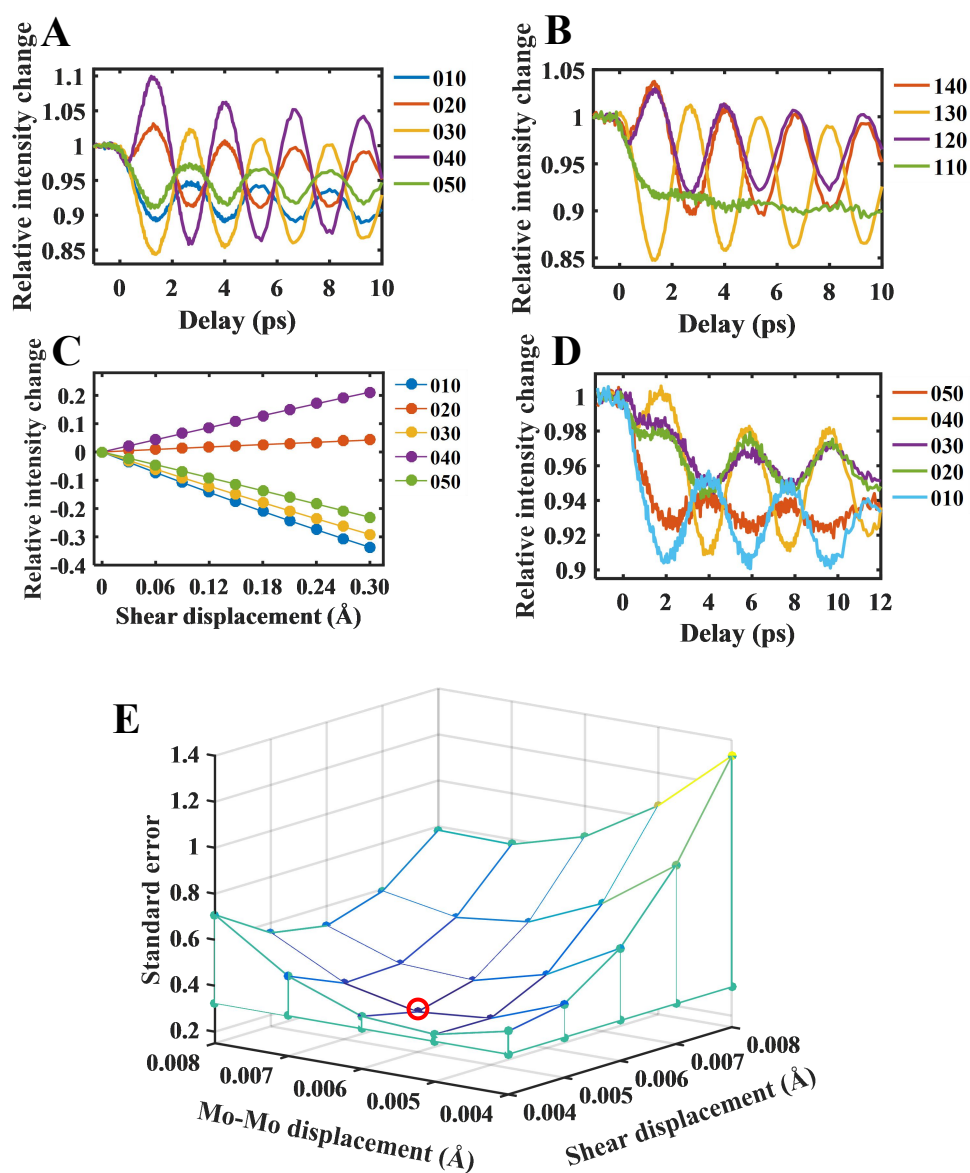 A
Relative intensity change
1.1
1.05
1
0.95
0.9
0.85
0 2 4 6 8 10
Delay (ps)
010
020
030
040
050
B
Relative intensity change
1.05
1
0.95
0.9
0.85
0 2 4 6 8 10
Delay (ps)
140
130
120
110
C
Relative intensity change
0.2
0.1
0
-0.1
-0.2
-0.3
-0.4
0 0.06 0.12 0.18 0.24 0.30
Shear displacement (Å)
010
020
030
040
050
D
Relative intensity change
1
0.98
0.96
0.94
0.92
0.9
0 2 4 6 8 10 12
Delay (ps)
050
040
030
020
010
E
Standard error
1.4
1.2
1
0.8
0.6
0.4
0.2
0.008 0.007 0.006 0.005 0.004
Mo-Mo displacement (Å)
0.004 0.005 0.006 0.007 0.008
Shear displacement (Å)